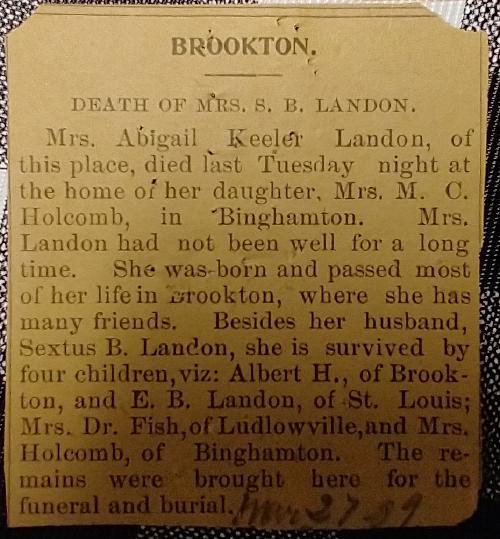 BROOKTON.
DEATH OF MRS. S. B. LANDON.
Mrs. Abigail Keeler Landon, of
this place, died last Tuesday night at
the home of her daughter, Mrs. M. C.
Holcomb, in Binghamton. Mrs.
Landon had not been well for a long
time. She was born and passed most
of her life in Brookton, where she has
many friends. Besides her husband,
Sextus B. Landon, she is survived by
four children, viz: Albert H., of Brook-
ton, and E. B. Landon, of St. Louis;
Mrs. Dr. Fish, of Ludlowville, and Mrs.
Holcomb, of Binghamton. The re-
mains were brought here for the
funeral and burial. 27